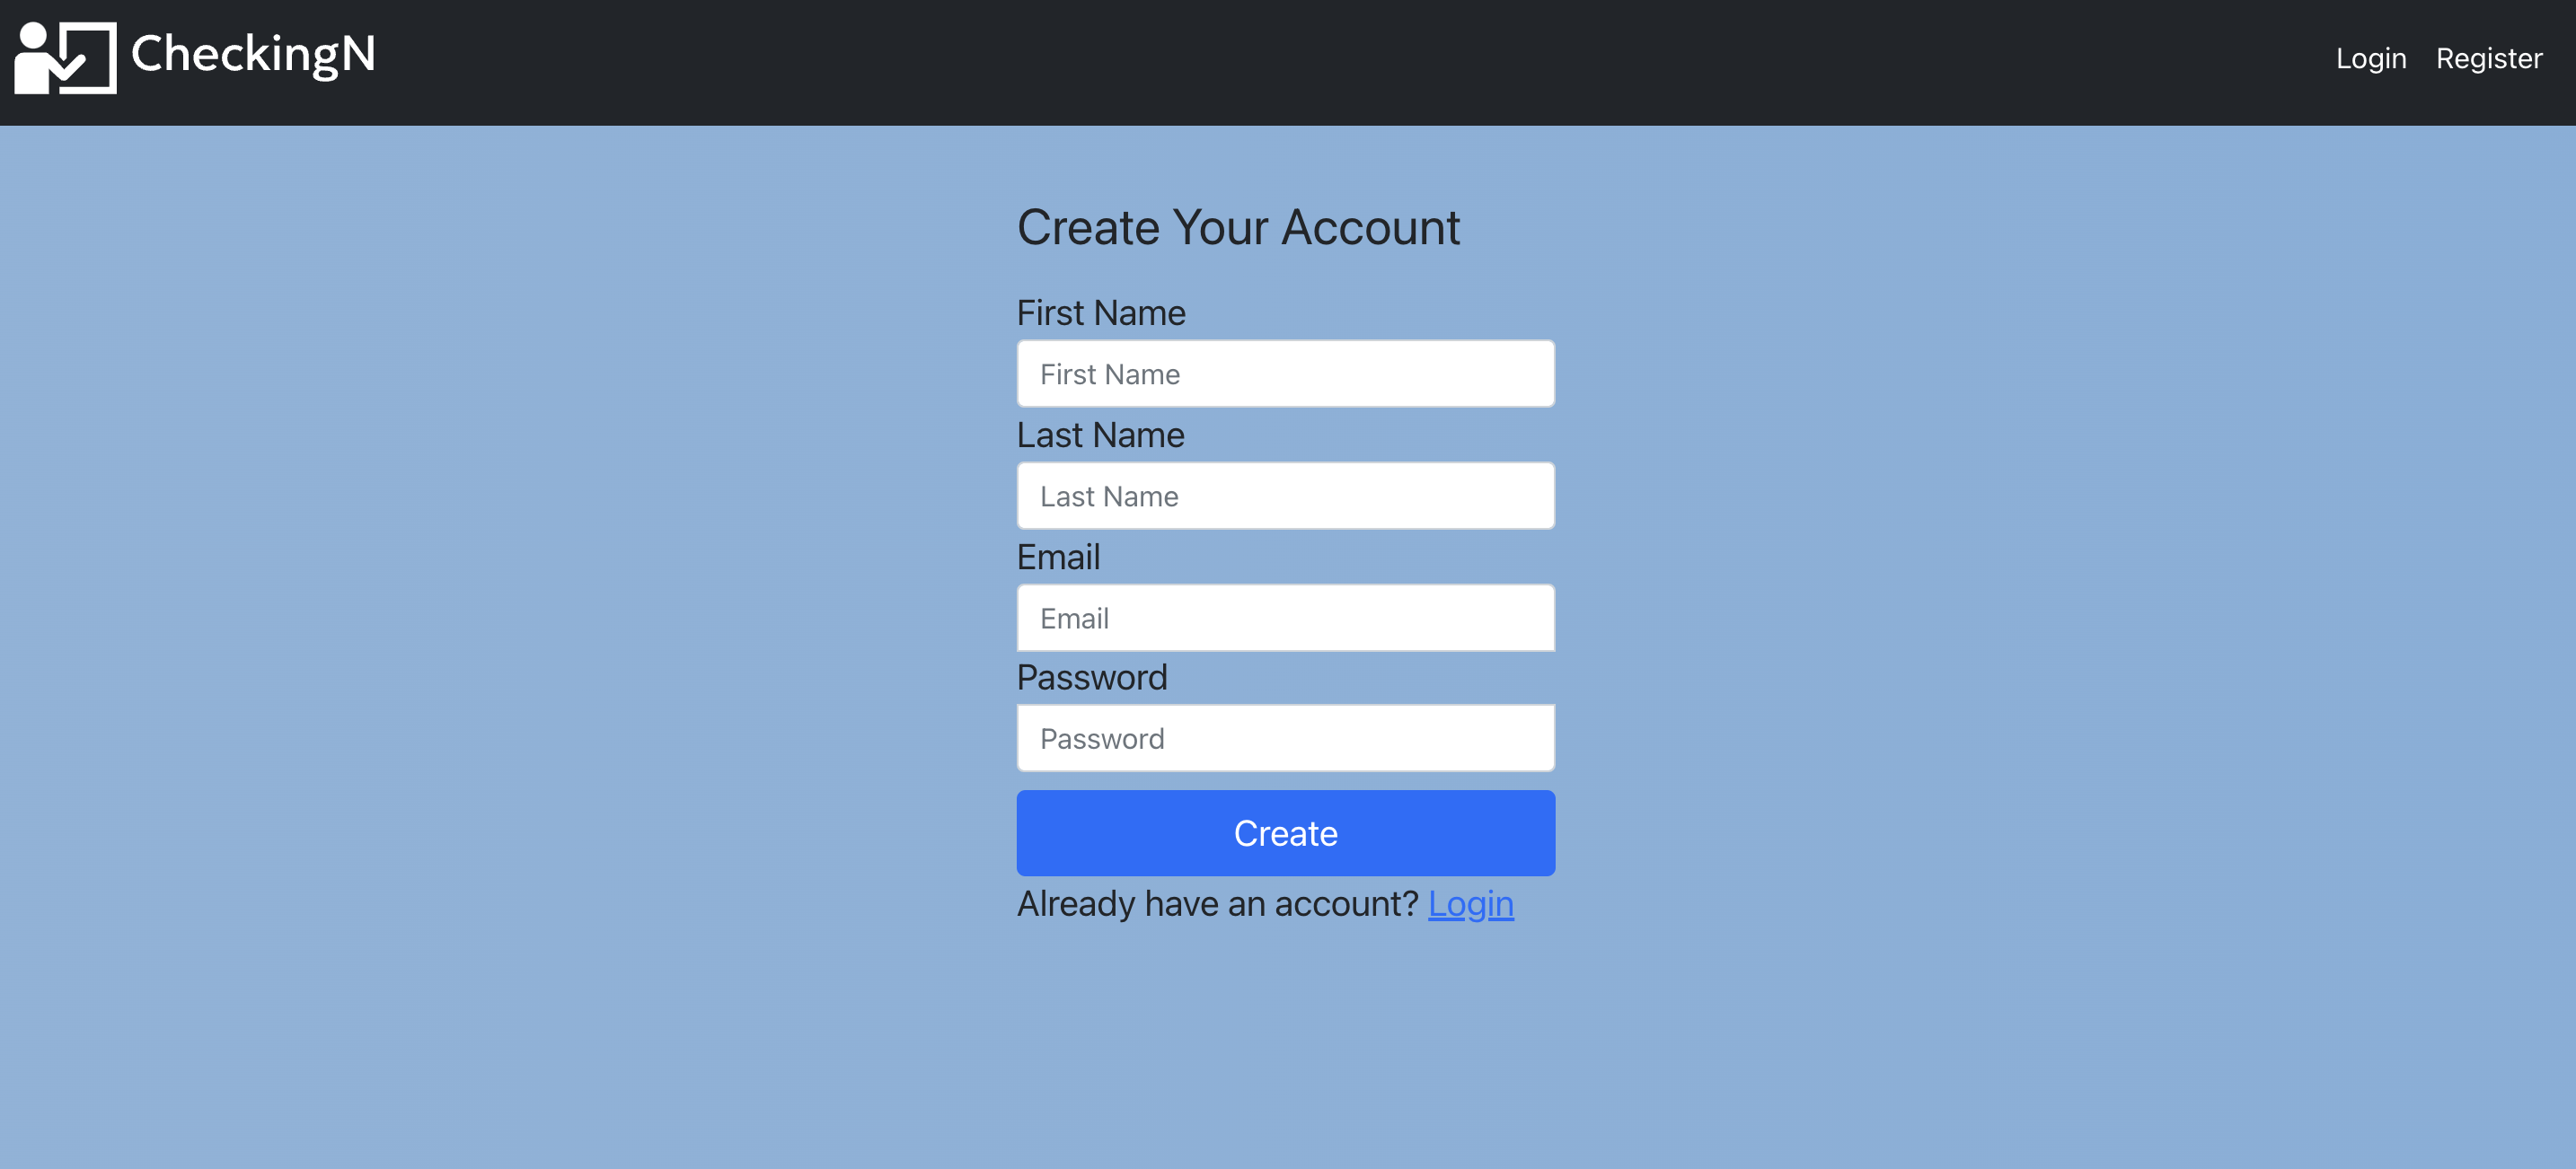 CheckingN
Login Register
Create Your Account
First Name
First Name
Last Name
Last Name
Email
Email
Password
Password
Create
Already have an account? Login